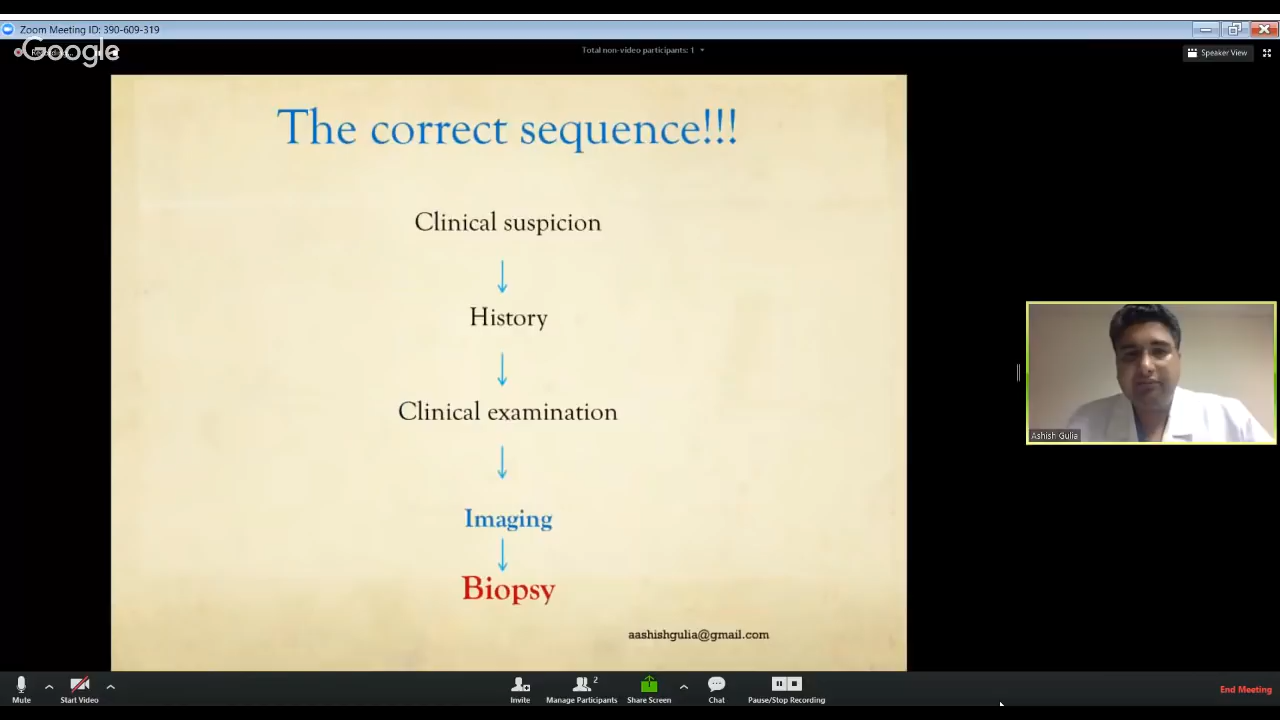 Zoom Meeting ID: 390-609-319
Google
Total non-video participants: 1
Speaker View
The correct sequence!!!
Clinical suspicion
History
Clinical examination
Imaging
Biopsy
aashishgulia@gmail.com
Ashish Gulia
Mute
Start Video
Invite
2
Manage Participants
Share Screen
Chat
Pause/Stop Recording
End Meeting